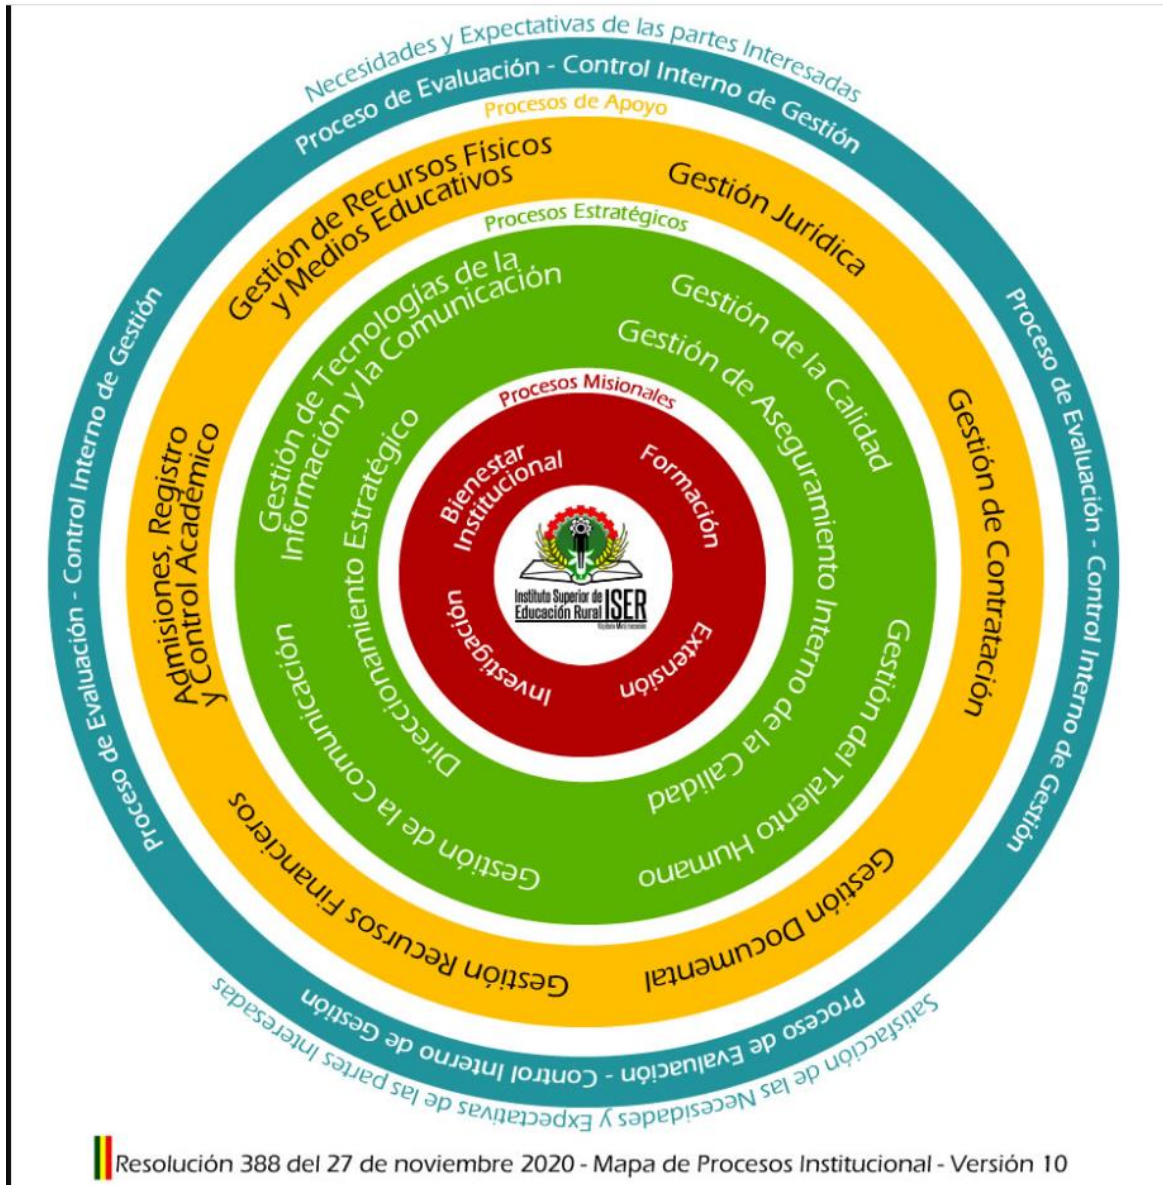 Necesidades y Expectativas de las partes Interesadas
Proceso de Evaluación - Control Interno de Gestión
Proceso de Evaluación - Control Interno de Gestión
Proceso de Evaluación - Control Interno de Gestión
Proceso de Evaluación - Control Interno de Gestión
Procesos de Apoyo
Gestión de Recursos Físicos
y Medios Educativos
Gestión Jurídica
Gestión de Contratación
Gestión Documental
Gestión Recursos Financieros
Admisiones, Registro
y Control Académico
Procesos Estratégicos
Gestión de Tecnologías de la
Información y la Comunicación
Gestión de la Calidad
Gestión de Aseguramiento Interno de la Calidad
Gestión del Talento Humano
Gestión de la Comunicación
Direccionamiento Estratégico
Procesos Misionales
Bienestar
Institucional
Formación
Extensión
Investigación
Instituto Superior de
Educación Rural ISER
Satisfacción de las Necesidades y Expectativas de las partes Interesadas
Resolución 388 del 27 de noviembre 2020 - Mapa de Procesos Institucional - Versión 10